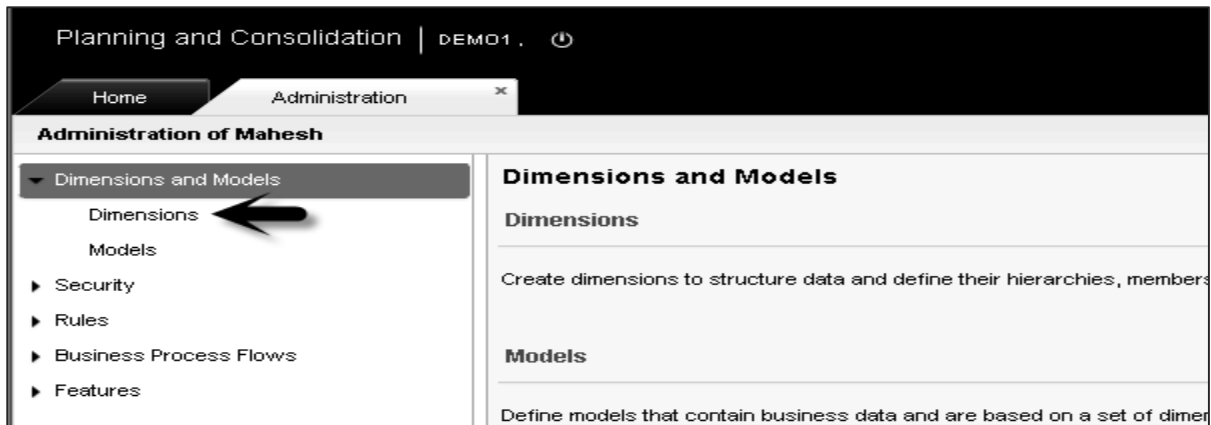 Planning and Consolidation | DEMO1.
Home Administration ×
Administration of Mahesh
Dimensions and Models
Dimensions
Models
Security
Rules
Business Process Flows
Features
Dimensions and Models
Dimensions
Create dimensions to structure data and define their hierarchies, members
Models
Define models that contain business data and are based on a set of dimer